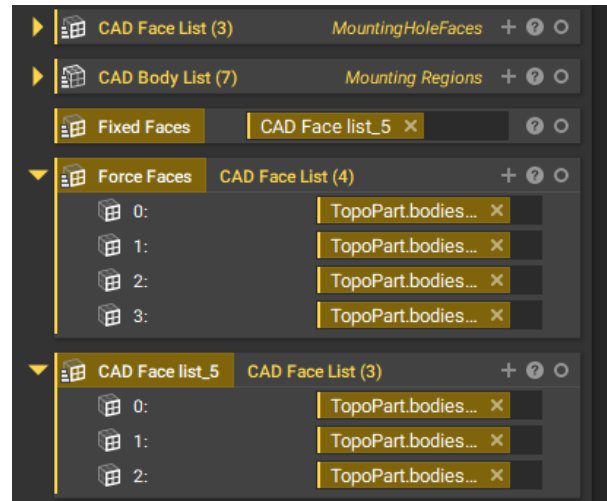 CAD Face List (3) MountingHoleFaces + ?
CAD Body List (7) Mounting Regions + ?
Fixed Faces CAD Face list_5 × ?
Force Faces CAD Face List (4) + ?
0: TopoPart.bodies... ×
1: TopoPart.bodies... ×
2: TopoPart.bodies... ×
3: TopoPart.bodies... ×
CAD Face list_5 CAD Face List (3) + ?
0: TopoPart.bodies... ×
1: TopoPart.bodies... ×
2: TopoPart.bodies... ×